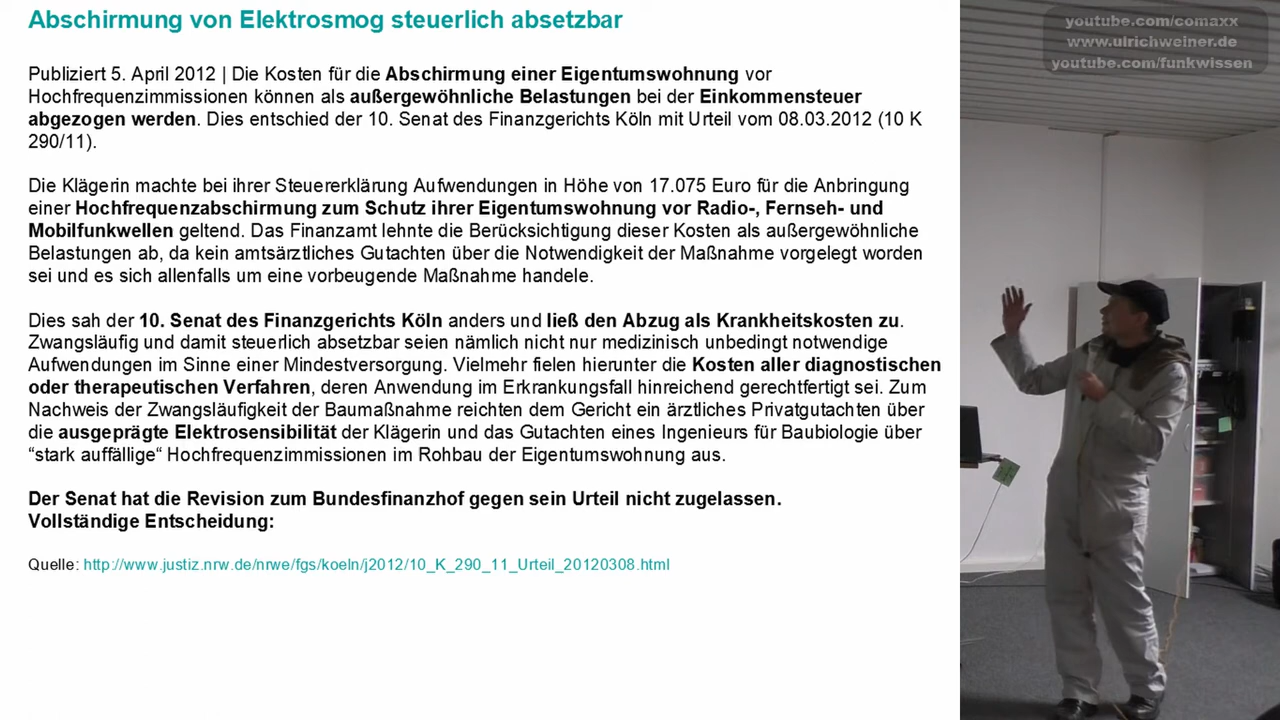 Abschirmung von Elektrosmog steuerlich absetzbar
Publiziert 5. April 2012 | Die Kosten für die Abschirmung einer Eigentumswohnung vor
Hochfrequenzimmissionen können als außergewöhnliche Belastungen bei der Einkommensteuer
abgezogen werden. Dies entschied der 10. Senat des Finanzgerichts Köln mit Urteil vom 08.03.2012 (10 K
290/11).
Die Klägerin machte bei ihrer Steuererklärung Aufwendungen in Höhe von 17.075 Euro für die Anbringung
einer Hochfrequenzabschirmung zum Schutz ihrer Eigentumswohnung vor Radio-, Fernseh- und
Mobilfunkwellen geltend. Das Finanzamt lehnte die Berücksichtigung dieser Kosten als außergewöhnliche
Belastungen ab, da kein amtsärztliches Gutachten über die Notwendigkeit der Maßnahme vorgelegt worden
sei und es sich allenfalls um eine vorbeugende Maßnahme handele.
Dies sah der 10. Senat des Finanzgerichts Köln anders und ließ den Abzug als Krankheitskosten zu.
Zwangsläufig und damit steuerlich absetzbar seien nämlich nicht nur medizinisch unbedingt notwendige
Aufwendungen im Sinne einer Mindestversorgung. Vielmehr fielen hierunter die Kosten aller diagnostischen
oder therapeutischen Verfahren, deren Anwendung im Erkrankungsfall hinreichend gerechtfertigt sei. Zum
Nachweis der Zwangsläufigkeit der Baumaßnahme reichten dem Gericht ein ärztliches Privatgutachten über
die ausgeprägte Elektrosensibilität der Klägerin und das Gutachten eines Ingenieurs für Baubiologie über
“stark auffällige“ Hochfrequenzimmissionen im Rohbau der Eigentumswohnung aus.
Der Senat hat die Revision zum Bundesfinanzhof gegen sein Urteil nicht zugelassen.
Vollständige Entscheidung:
Quelle: http://www.justiz.nrw.de/nrwe/fgs/koeln/j2012/10_K_290_11_Urteil_20120308.html
youtube.com/comaxx
www.ulrichweiner.de
youtube.com/funkwissen